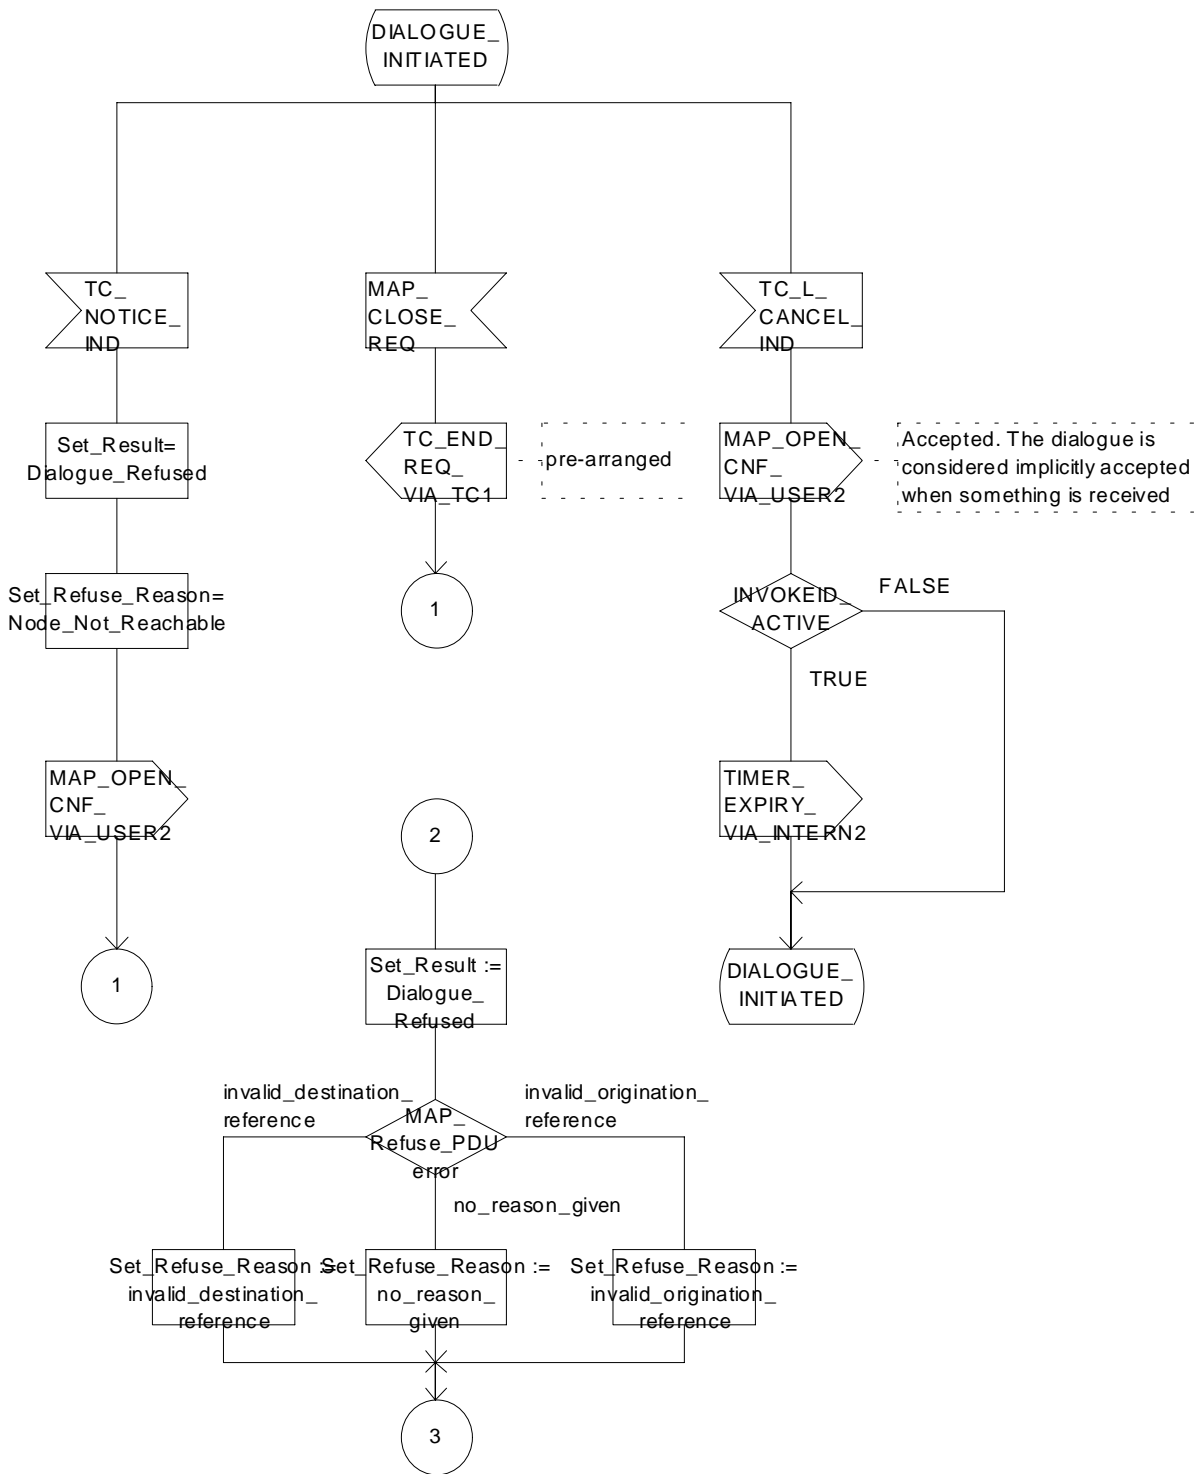 DIALOGUE_
INITIATED
TC_
NOTICE_
IND
MAP_
CLOSE_
REQ
TC_L_
CANCEL_
IND
Set_Result=
Dialogue_Refused
TC_END_
REQ_
VIA_TC1
pre-arranged
MAP_OPEN_
CNF_
VIA_USER2
Accepted. The dialogue is
considered implicitly accepted
when something is received
Set_Refuse_Reason=
Node_Not_Reachable
1
INVOKEID_
ACTIVE
FALSE
TRUE
MAP_OPEN_
CNF_
VIA_USER2
2
TIMER_
EXPIRY_
VIA_INTERN2
1
Set_Result :=
Dialogue_
Refused
DIALOGUE_
INITIATED
invalid_destination_
reference
MAP_
Refuse_PDU
error
invalid_origination_
reference
no_reason_given
Set_Refuse_Reason :=
invalid_destination_
reference
Set_Refuse_Reason :=
no_reason_
given
Set_Refuse_Reason :=
invalid_origination_
reference
3